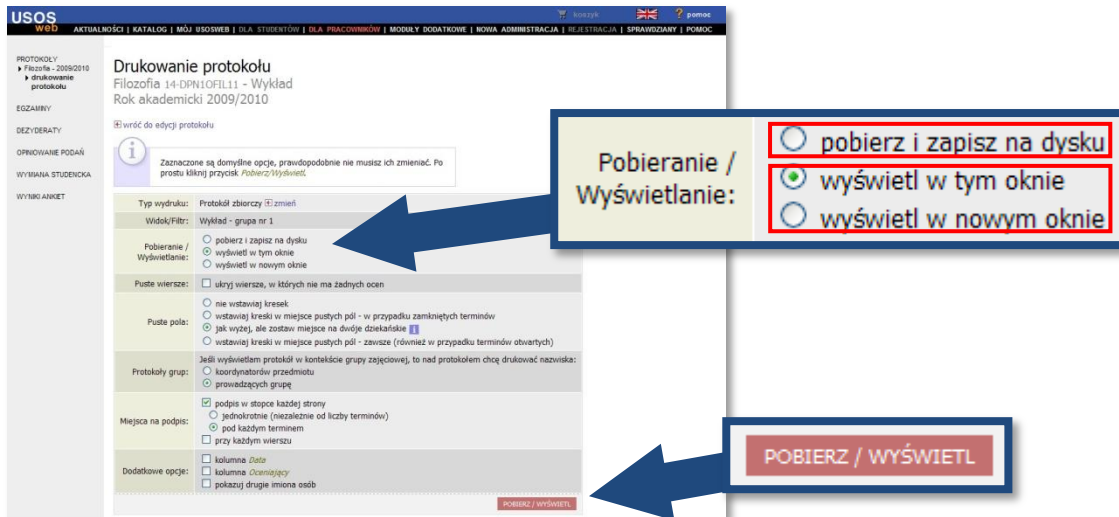 USOS
web
koszyk
pomoc
AKTUALNOŚCI | KATALOG | MÓJ USOSWEB | DLA STUDENTÓW | DLA PRACOWNIKÓW | MODUŁY DODATKOWE | NOWA ADMINISTRACJA | REJESTRACJA | SPRAWDZIANY | POMOC
PROTOKOŁY
Filozofia - 2009/2010
drukowanie
protokołu
EGZAMINY
DEZYDERATY
OPINIOWANIE PODAŃ
WYMIANA STUDENCKA
WYNIKI ANKIET
Drukowanie protokołu
Filozofia 14-DPN1OFIL11 - Wykład
Rok akademicki 2009/2010
wróć do edycji protokołu
Zaznaczone są domyślne opcje, prawdopodobnie nie musisz ich zmieniać. Po
prostu kliknij przycisk Pobierz/Wyświetl.
Typ wydruku: Protokół zbiorczy zmień
Widok/Filtr: Wykład - grupa nr 1
Pobieranie /
Wyświetlanie:
pobierz i zapisz na dysku
wyświetl w tym oknie
wyświetl w nowym oknie
Puste wiersze: ukryj wiersze, w których nie ma żadnych ocen
Puste pola:
nie wstawiaj kresek
wstawiaj kreski w miejsce pustych pól - w przypadku zamkniętych terminów
jak wyżej, ale zostaw miejsce na dwóje dziekańskie i
wstawiaj kreski w miejsce pustych pól - zawsze (również w przypadku terminów otwartych)
Protokoły grup:
Jeśli wyświetlam protokół w kontekście grupy zajęciowej, to nad protokołem chcę drukować nazwiska:
koordynatorów przedmiotu
prowadzących grupę
Miejsca na podpis:
podpis w stopce każdej strony
jednokrotnie (niezależnie od liczby terminów)
pod każdym terminem
przy każdym wierszu
Dodatkowe opcje:
kolumna Data
kolumna Oceniający
pokazuj drugie imiona osób
POBIERZ / WYŚWIETL
Pobieranie /
Wyświetlanie:
pobierz i zapisz na dysku
wyświetl w tym oknie
wyświetl w nowym oknie
POBIERZ / WYŚWIETL